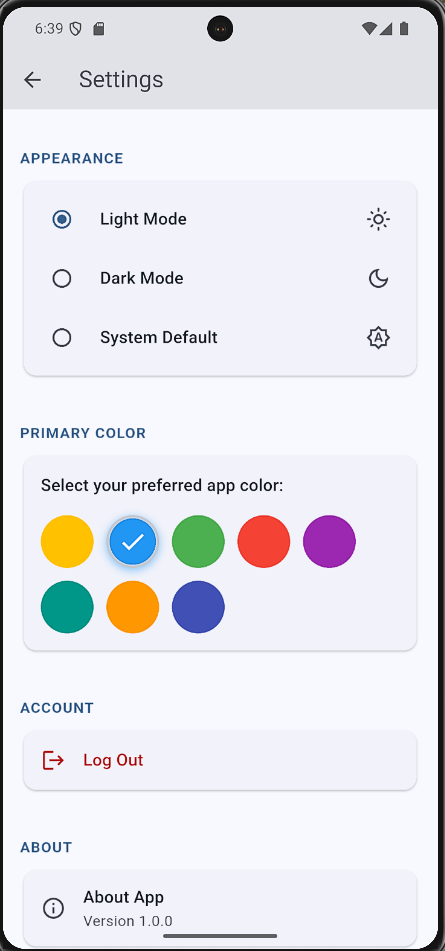 6:39
Settings
APPEARANCE
Light Mode
Dark Mode
System Default
A
PRIMARY COLOR
Select your preferred app color:
ACCOUNT
Log Out
ABOUT
About App
Version 1.0.0